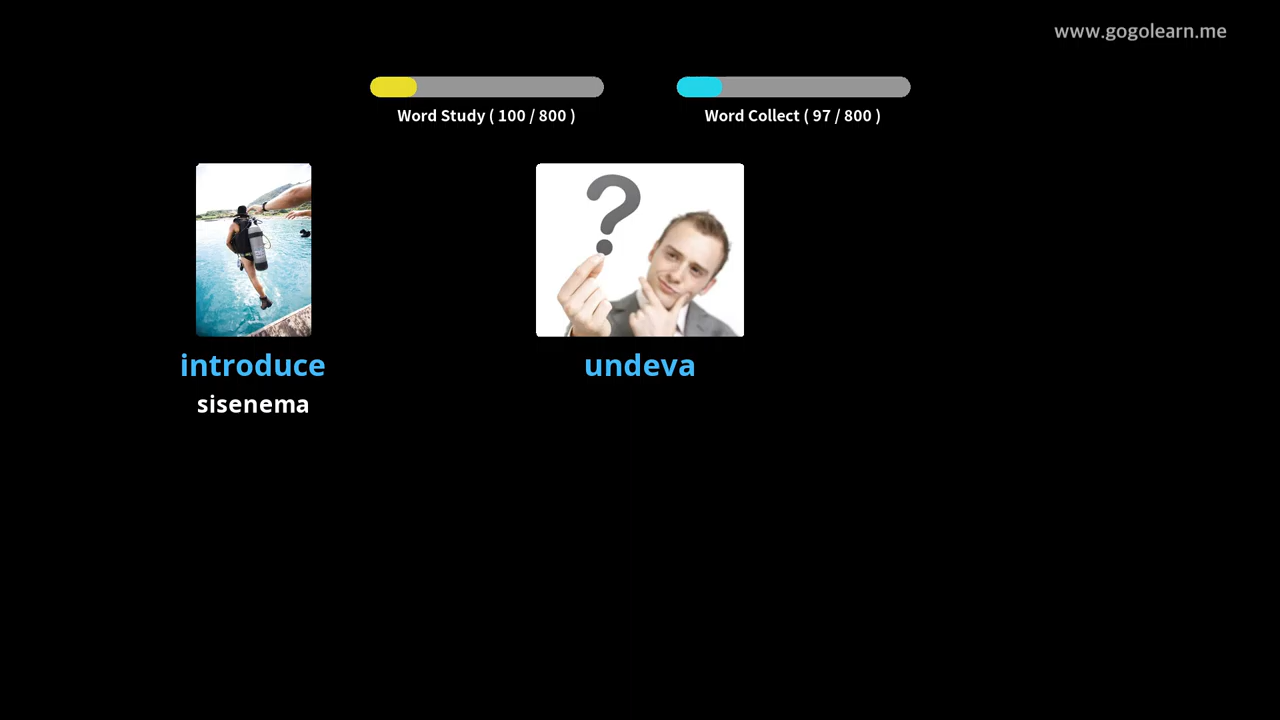 www.gogolearn.me
Word Study ( 100 / 800 )
Word Collect ( 97 / 800 )
introduce
sisenema
undeva